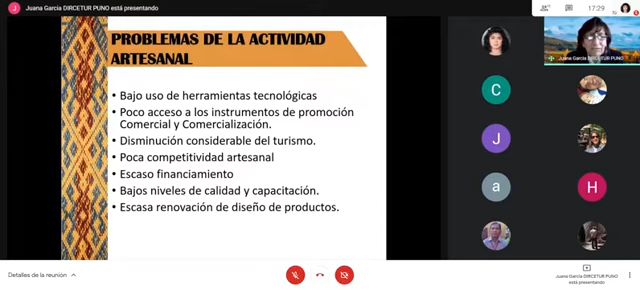 J Juana García DIRCETUR PUNO está presentando
17:29
PROBLEMAS DE LA ACTIVIDAD
ARTESANAL
• Bajo uso de herramientas tecnológicas
• Poco acceso a los instrumentos de promoción
Comercial y Comercialización.
• Disminución considerable del turismo.
• Poca competitividad artesanal
• Escaso financiamiento
• Bajos niveles de calidad y capacitación.
• Escasa renovación de diseño de productos.
Juana García DIRCETUR PUNO
C
J
a
H
Detalles de la reunión
Juana García DIRCETUR PUNO
está presentando